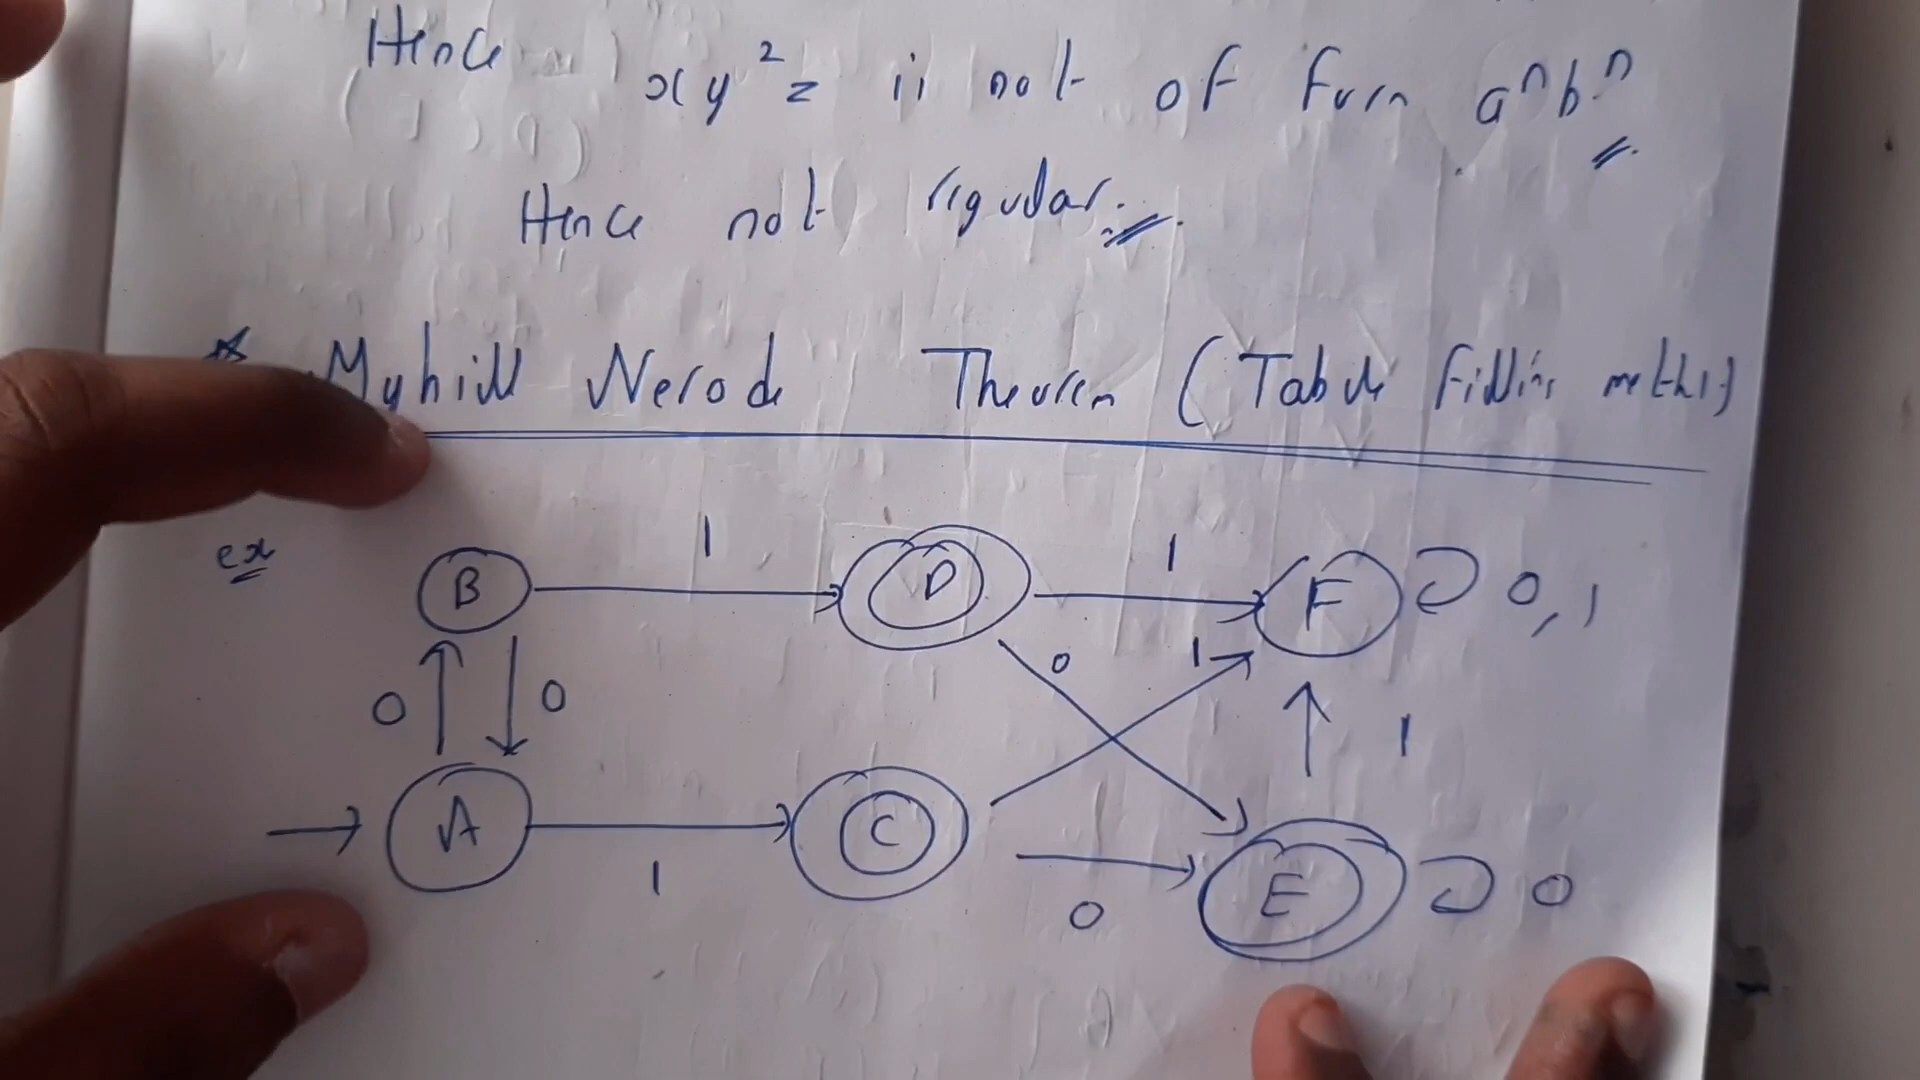 Hence xy²z is not of form aⁿbⁿ
Hence not regular.
* Myhill Nerode Theorem (Table Filling method)
ex
B 1 D 1 F 0,1
0 0 0 1 1
A 1 C 0 E 0